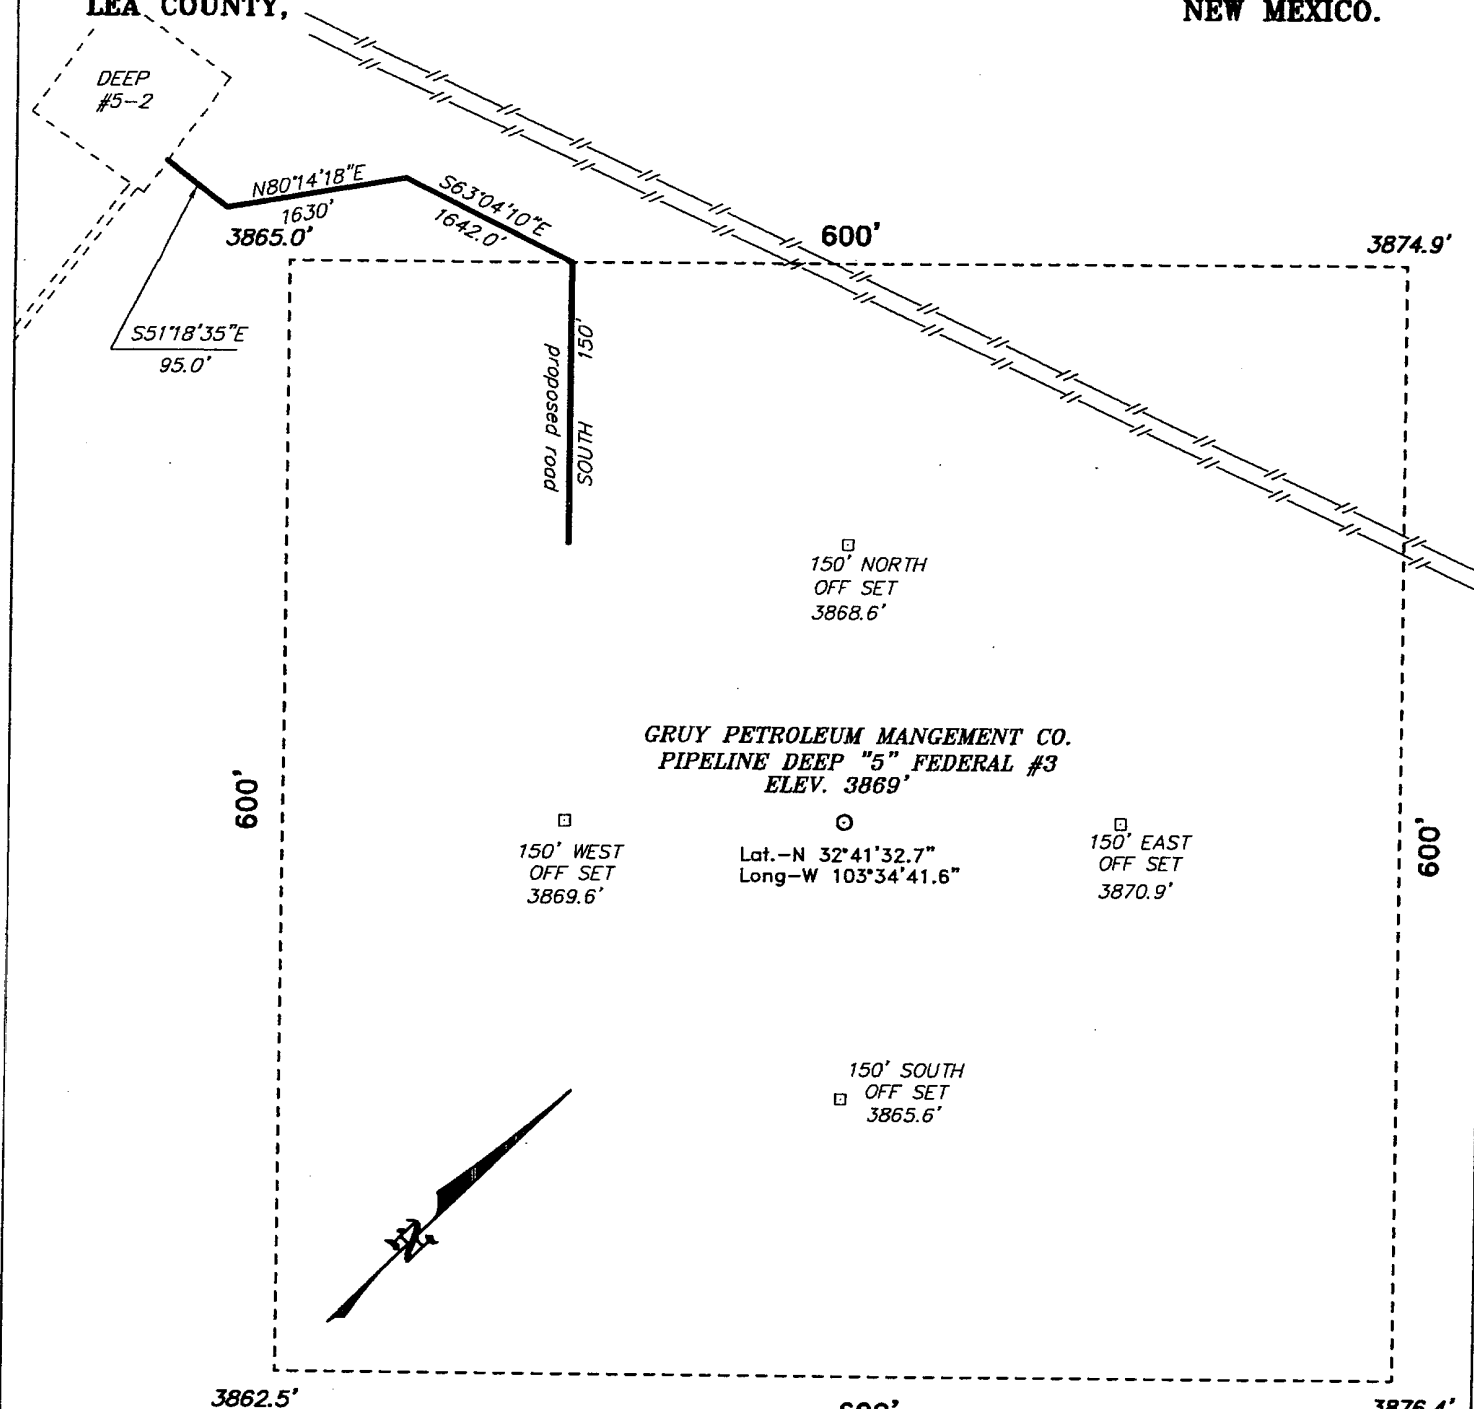 LEA COUNTY,
NEW MEXICO.
DEEP
#5-2
N80°14'18"E
1630'
S63°04'10"E
1642.0'
3865.0'
600'
3874.9'
S51°18'35"E
95.0'
proposed road
SOUTH 150'
150' NORTH
OFF SET
3868.6'
GRUY PETROLEUM MANGEMENT CO.
PIPELINE DEEP "5" FEDERAL #3
ELEV. 3869'
600'
150' WEST
OFF SET
3869.6'
Lat.-N 32°41'32.7"
Long-W 103°34'41.6"
150' EAST
OFF SET
3870.9'
600'
150' SOUTH
OFF SET
3865.6'
N
3862.5'
600'
3876.4'